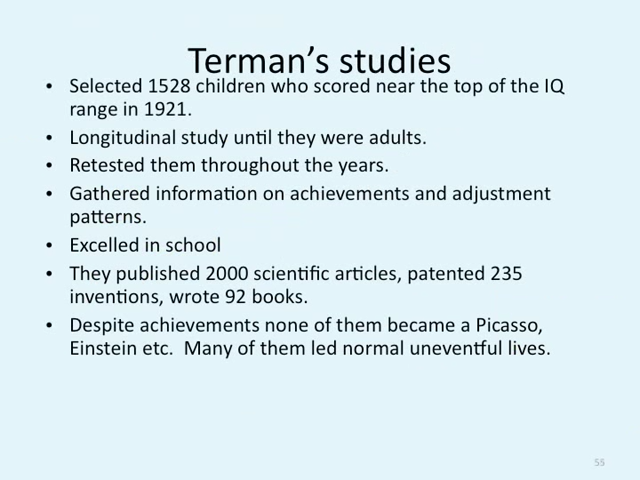 Terman’s studies
• Selected 1528 children who scored near the top of the IQ
range in 1921.
• Longitudinal study until they were adults.
• Retested them throughout the years.
• Gathered information on achievements and adjustment
patterns.
• Excelled in school
• They published 2000 scientific articles, patented 235
inventions, wrote 92 books.
• Despite achievements none of them became a Picasso,
Einstein etc.  Many of them led normal uneventful lives.
55